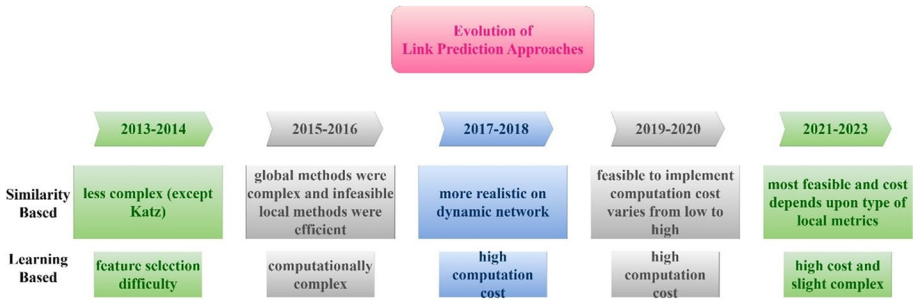 Evolution of
Link Prediction Approaches
2013-2014
2015-2016
2017-2018
2019-2020
2021-2023
Similarity
Based
less complex (except
Katz)
global methods were
complex and infeasible
local methods were
efficient
more realistic on
dynamic network
feasible to implement
computation cost
varies from low to
high
most feasible and cost
depends upon type of
local metrics
Learning
Based
feature selection
difficulty
computationally
complex
high
computation
cost
high
computation
cost
high cost and
slight complex